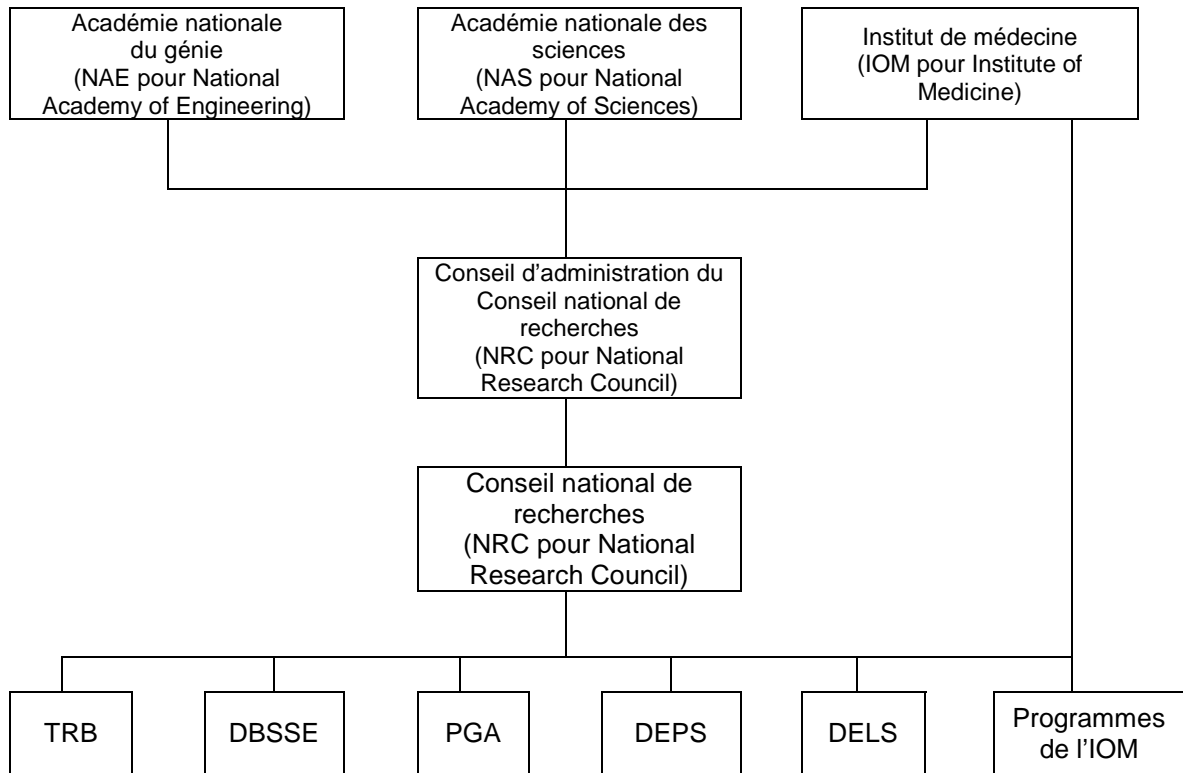 Académie nationale
du génie
(NAE pour National
Academy of Engineering)
Académie nationale des
sciences
(NAS pour National
Academy of Sciences)
Institut de médecine
(IOM pour Institute of
Medicine)
Conseil d'administration du
Conseil national de
recherches
(NRC pour National
Research Council)
Conseil national de
recherches
(NRC pour National
Research Council)
TRB
DBSSE
PGA
DEPS
DELS
Programmes
de l’IOM